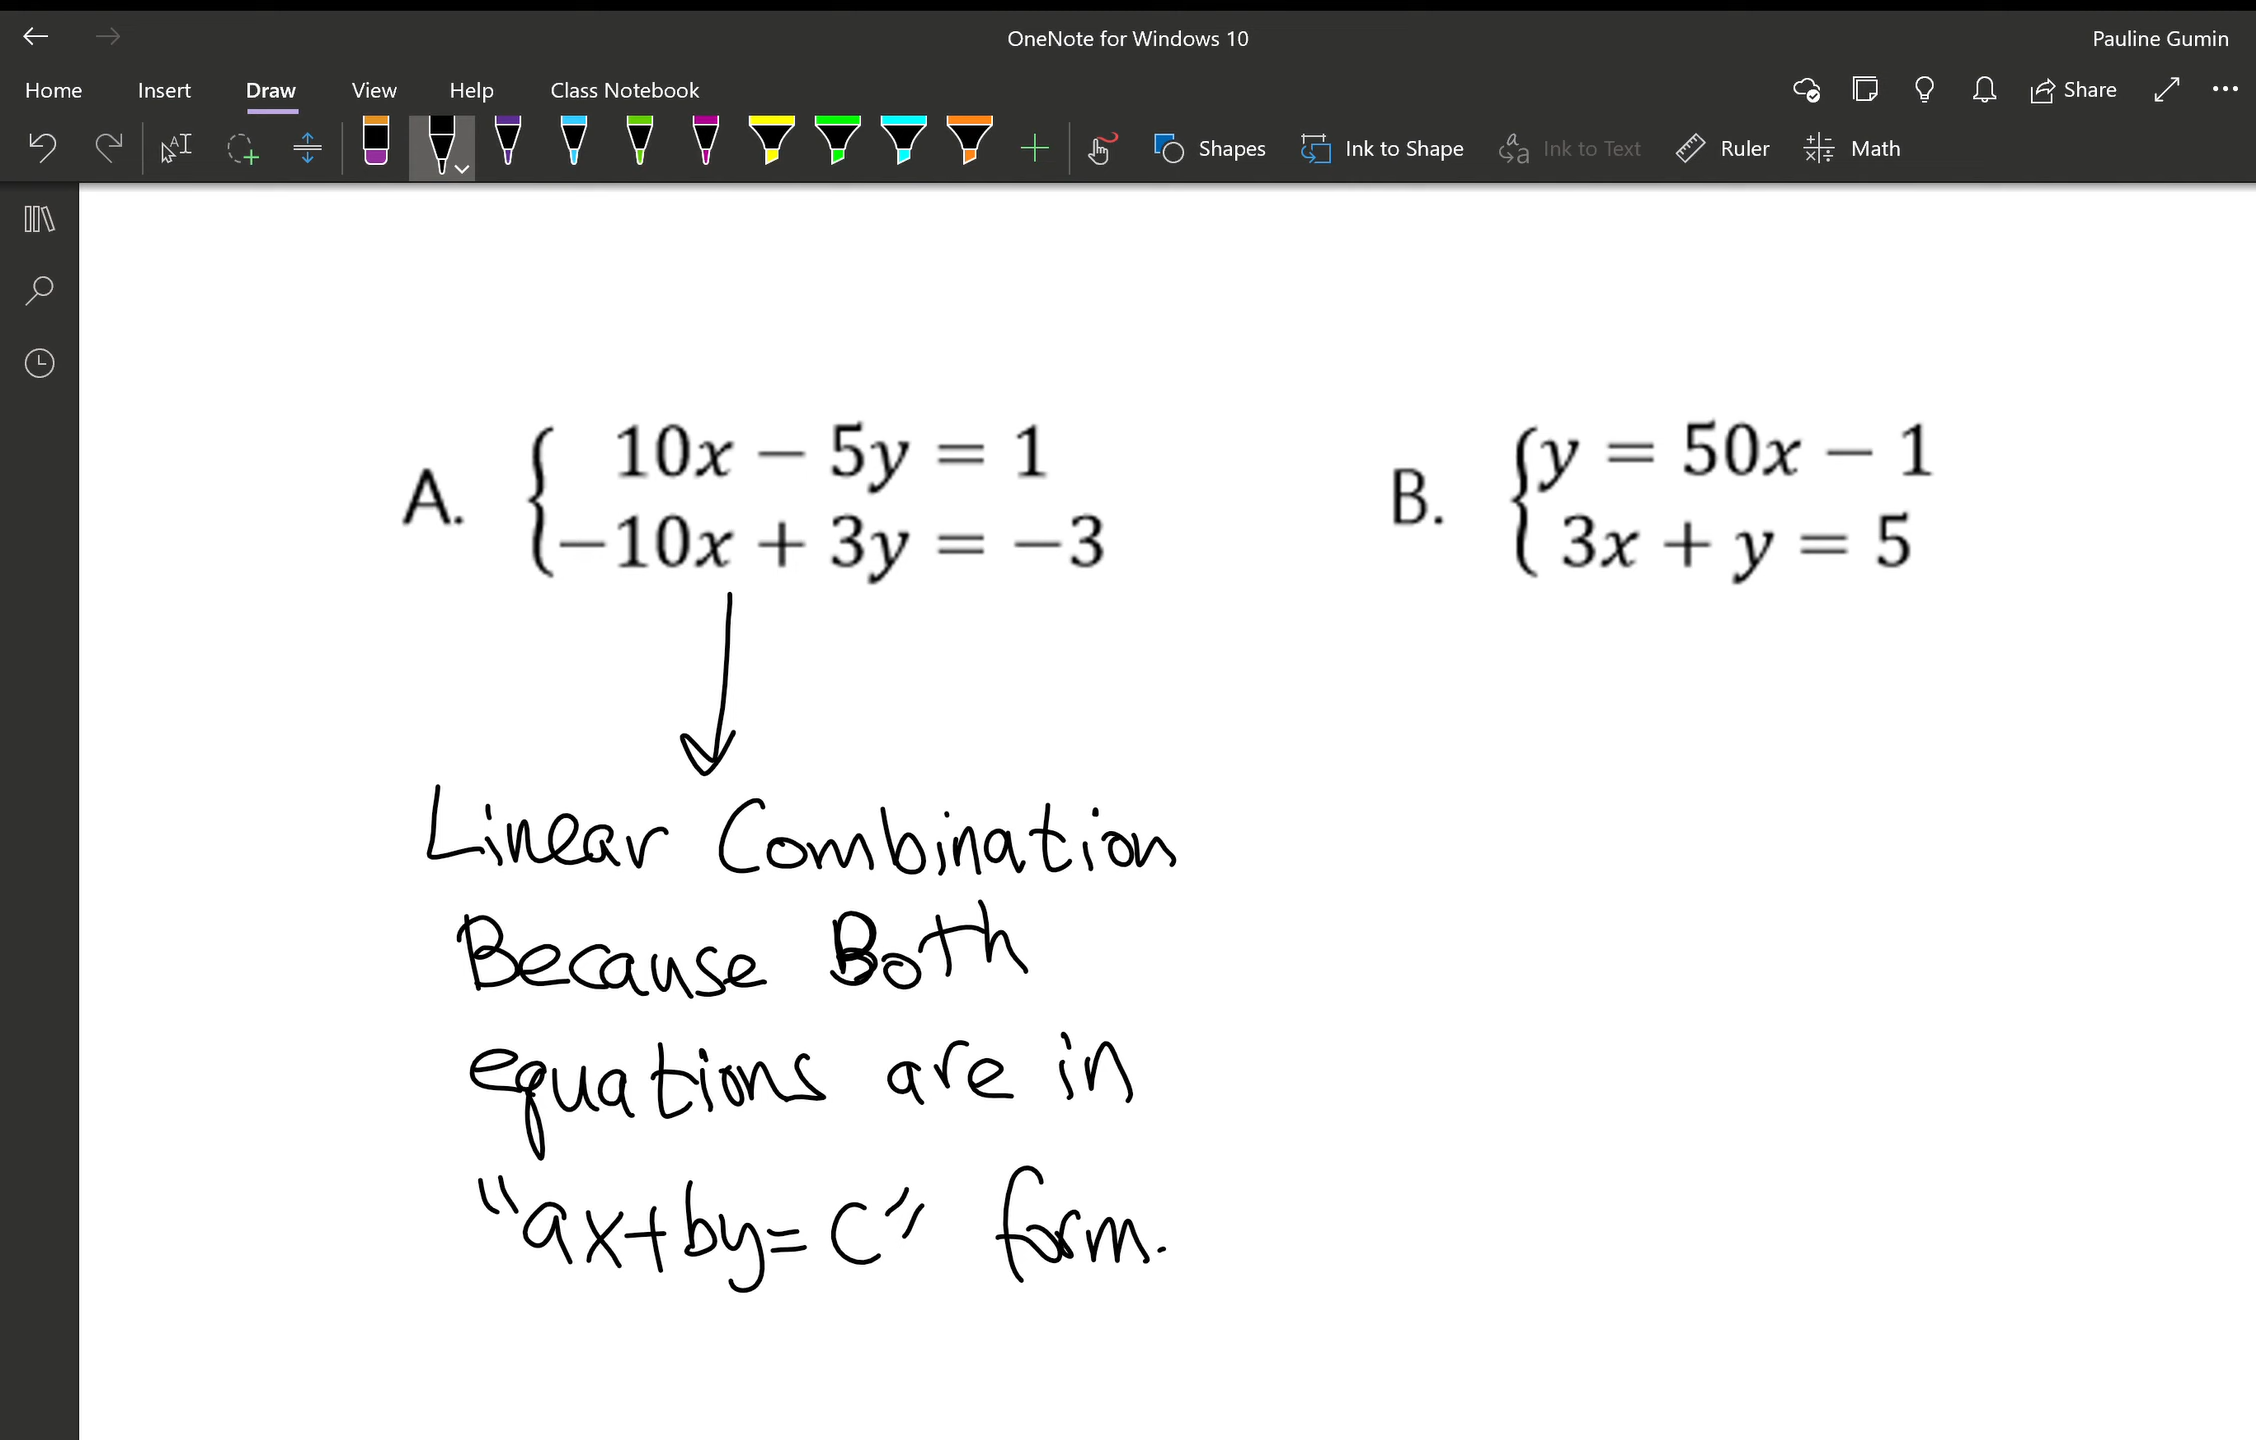 OneNote for Windows 10
Pauline Gumin
Home Insert Draw View Help Class Notebook
Share
Shapes Ink to Shape Ink to Text Ruler Math
A. { 10x − 5y = 1
−10x + 3y = −3
B. { y = 50x − 1
3x + y = 5
Linear Combination
Because Both
equations are in
"ax+by=c" form.